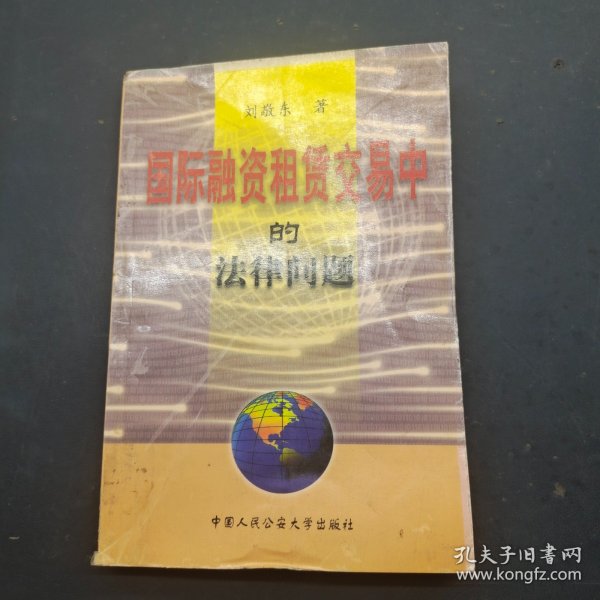 刘敬东 著
国际融资租赁交易中
的
法律问题
中国人民公安大学出版社
孔夫子旧书网
www.kongfz.com